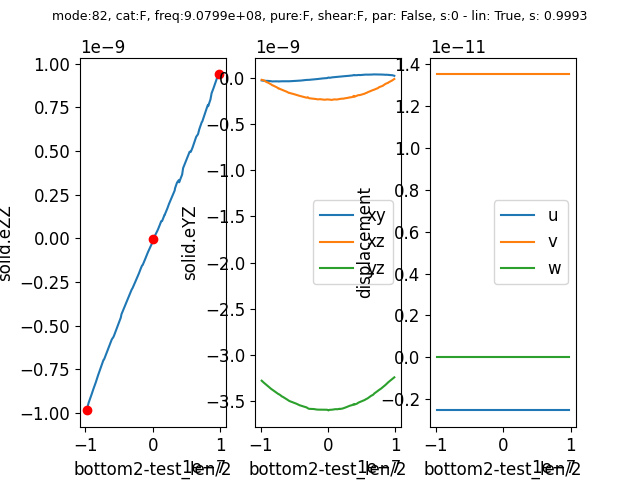 mode:82, cat:F, freq:9.0799e+08, pure:F, shear:F, par: False, s:0 - lin: True, s: 0.9993
1e−9
1.00
0.75
0.50
0.25
0.00
−0.25
−0.50
−0.75
−1.00
solid.eZZ
−1
0
1
1e−7
bottom2-test_len/2
1e−9
0.0
−0.5
−1.0
−1.5
−2.0
−2.5
−3.0
−3.5
solid.eYZ
xy
xz
yz
−1
0
1
1e−7
bottom2-test_len/2
1e−11
1.4
1.2
1.0
0.8
0.6
0.4
0.2
0.0
−0.2
displacement
u
v
w
−1
0
1
1e−7
bottom2-test_len/2